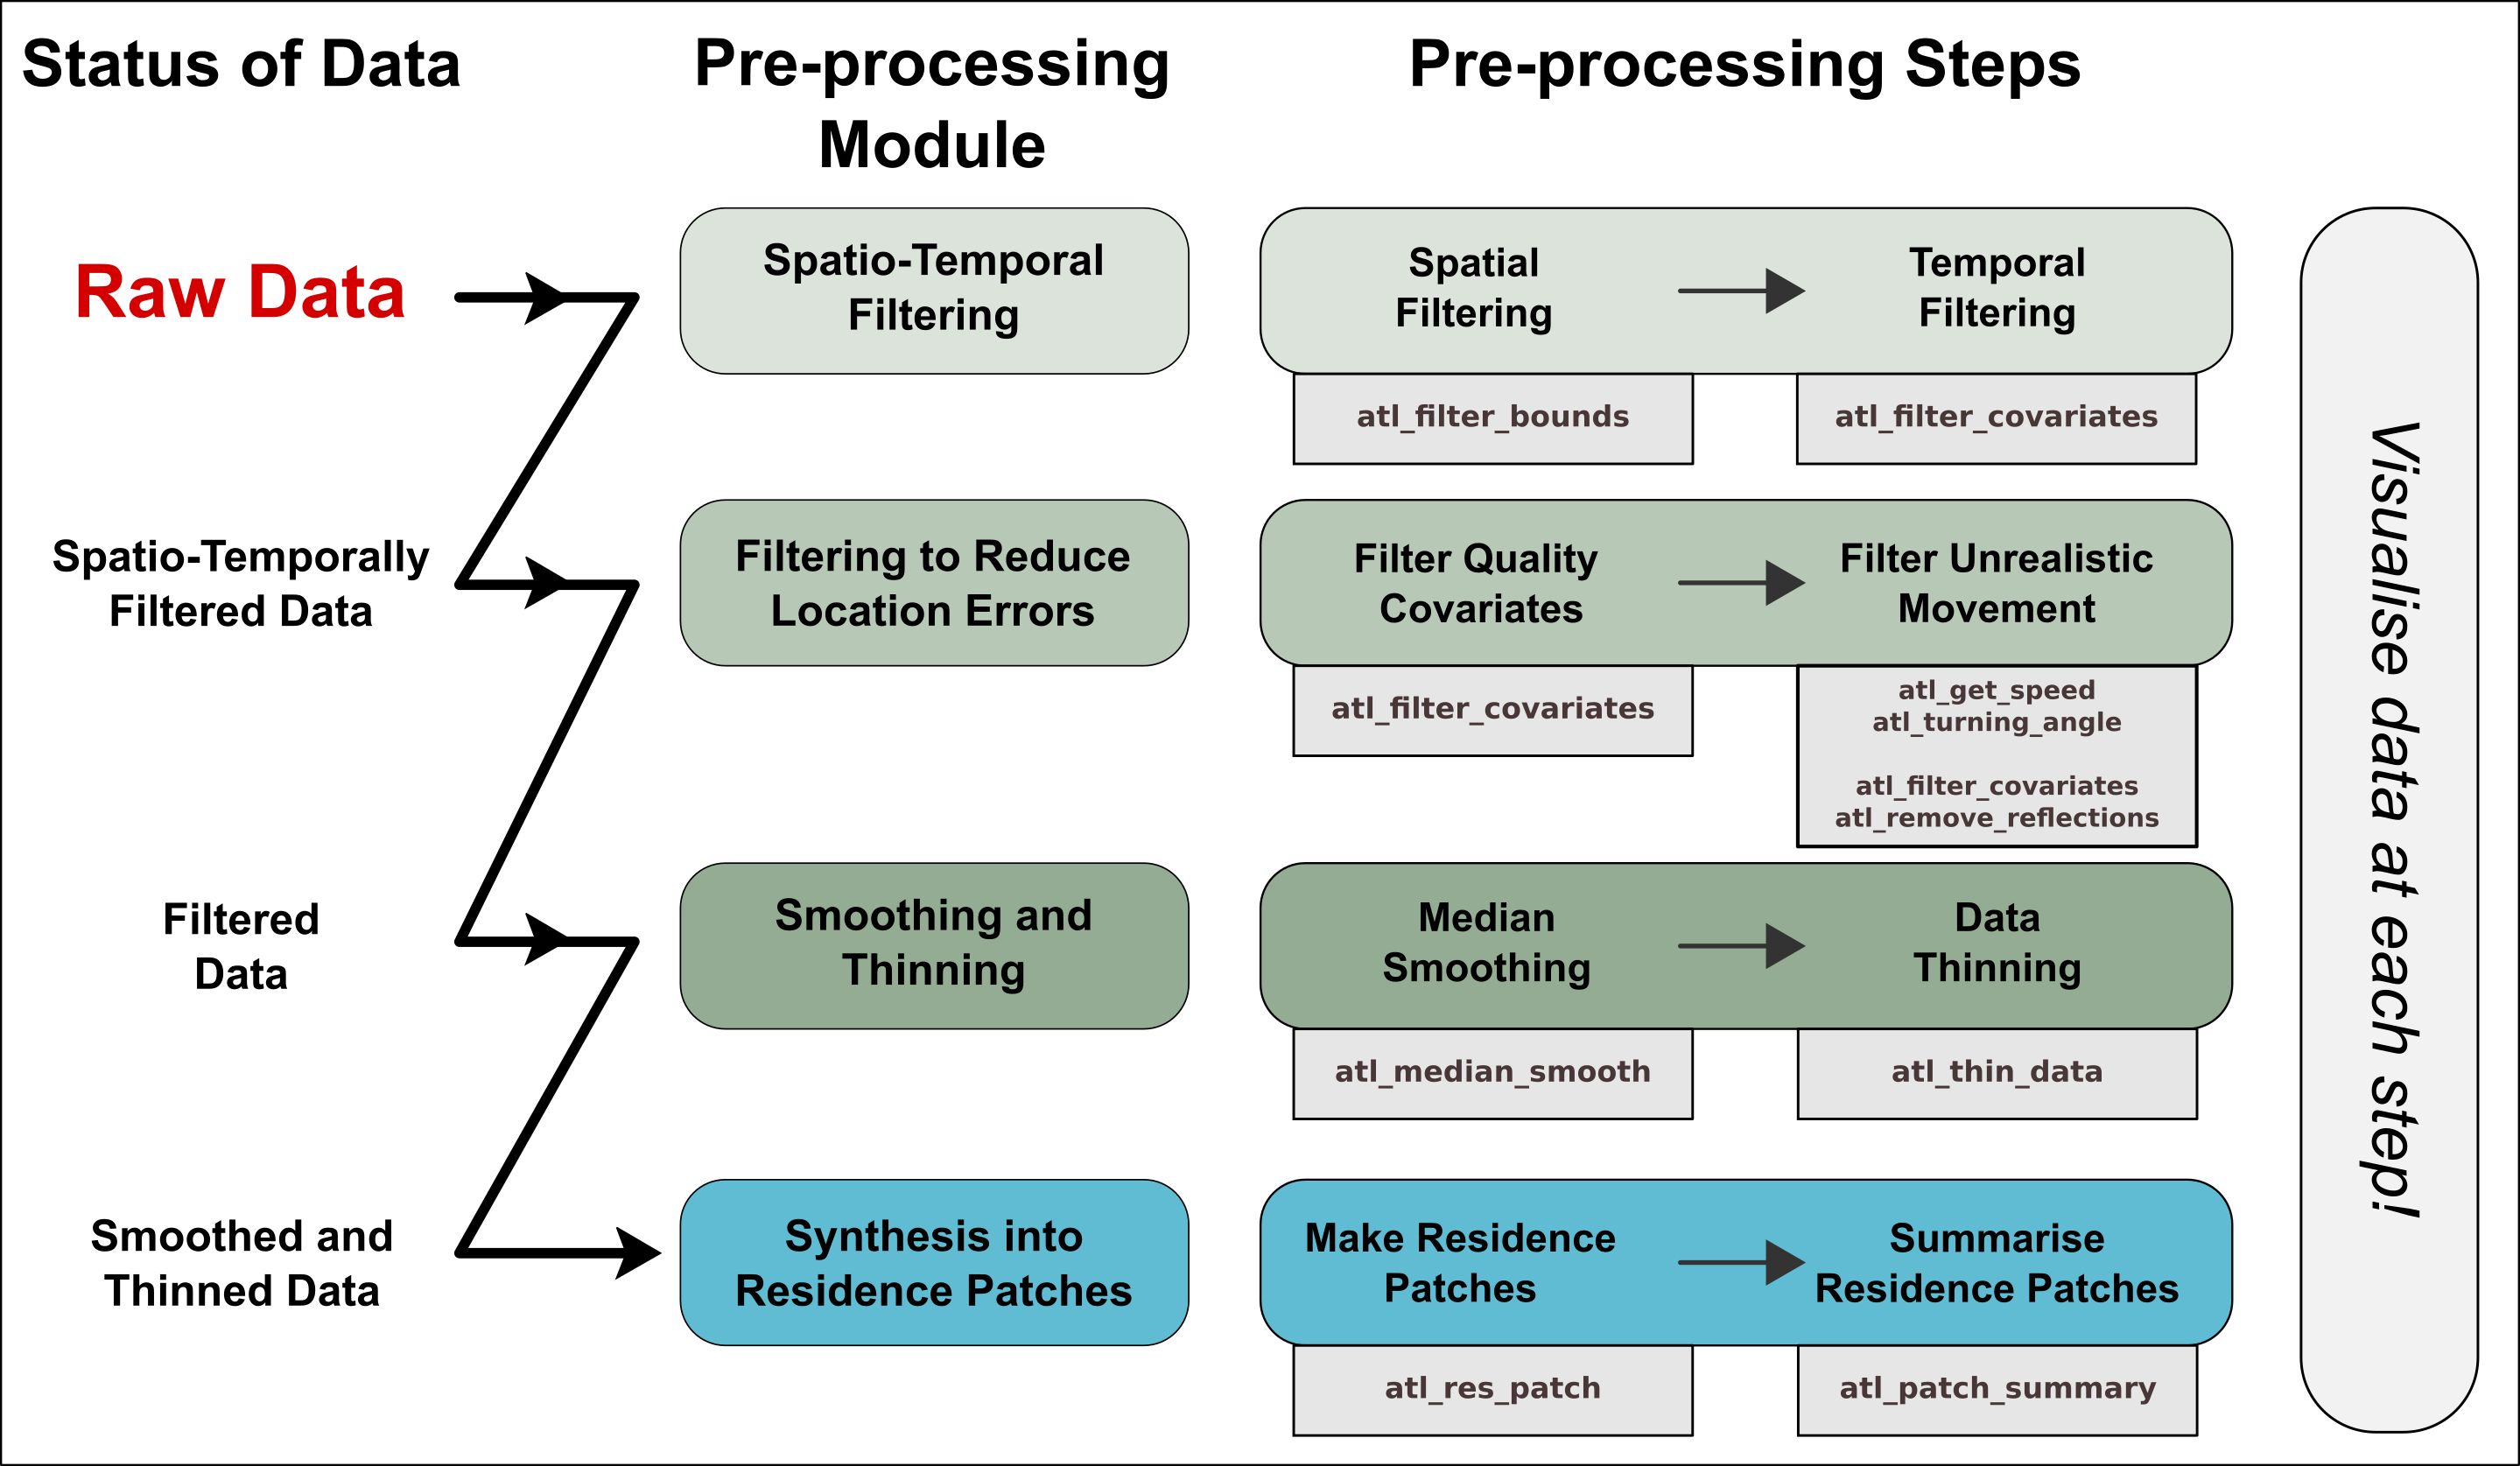 Status of Data
Pre-processing
Module
Pre-processing Steps
Raw Data
Spatio-Temporal
Filtering
Spatial
Filtering
Temporal
Filtering
atl_filter_bounds
atl_filter_covariates
Spatio-Temporally
Filtered Data
Filtering to Reduce
Location Errors
Filter Quality
Covariates
Filter Unrealistic
Movement
atl_filter_covariates
atl_get_speed
atl_turning_angle
atl_filter_covariates
atl_remove_reflections
Filtered
Data
Smoothing and
Thinning
Median
Smoothing
Data
Thinning
atl_median_smooth
atl_thin_data
Smoothed and
Thinned Data
Synthesis into
Residence Patches
Make Residence
Patches
Summarise
Residence Patches
atl_res_patch
atl_patch_summary
Visualise data at each step!